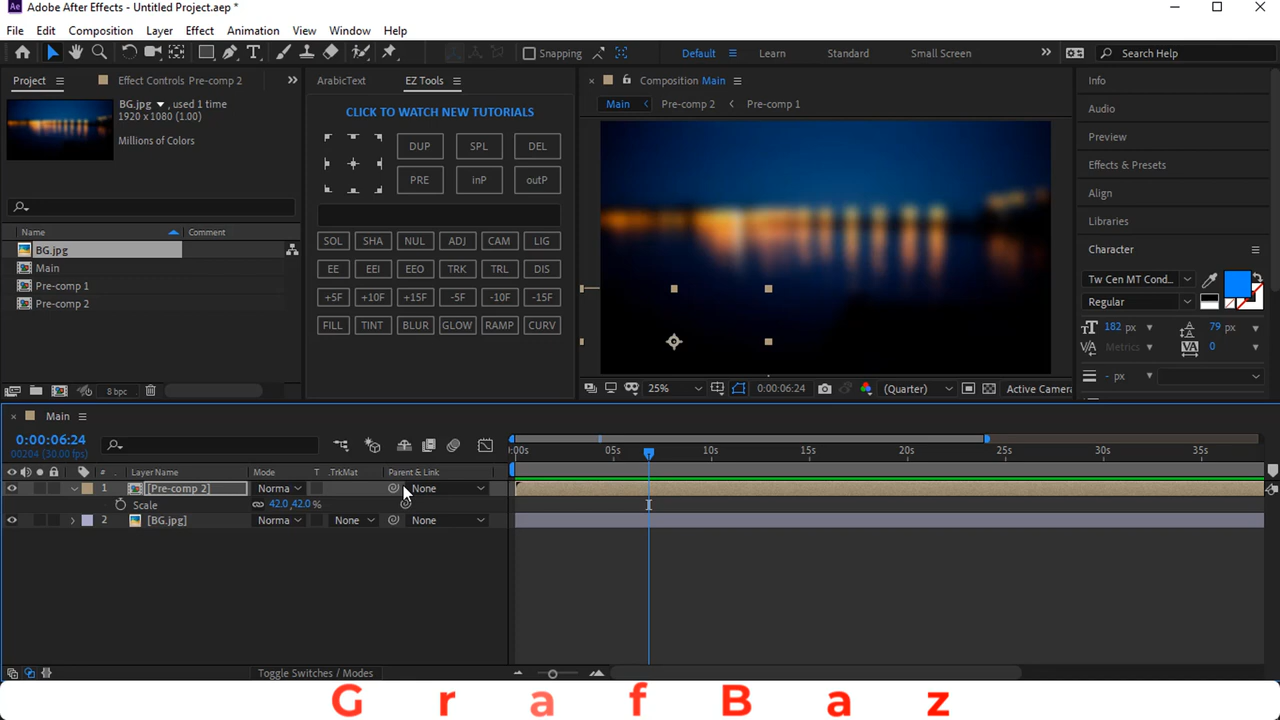 Ae Adobe After Effects - Untitled Project.aep *
File Edit Composition Layer Effect Animation View Window Help
Snapping Default Learn Standard Small Screen Search Help
Project Effect Controls Pre-comp 2
BG.jpg , used 1 time
1920 x 1080 (1.00)
Millions of Colors
Name Comment
BG.jpg
Main
Pre-comp 1
Pre-comp 2
8 bpc
ArabicText EZ Tools
CLICK TO WATCH NEW TUTORIALS
DUP SPL DEL
PRE inP outP
SOL SHA NUL ADJ CAM LIG
EE EEI EEO TRK TRL DIS
+5F +10F +15F -5F -10F -15F
FILL TINT BLUR GLOW RAMP CURV
Composition Main
Main Pre-comp 2 Pre-comp 1
25% 0:00:06:24 (Quarter) Active Camera
Info
Audio
Preview
Effects & Presets
Align
Libraries
Character
Tw Cen MT Cond...
Regular
182 px 79 px
Metrics 0
- px
Main
0:00:06:24
00204 (30.00 fps)
:00s 05s 10s 15s 20s 25s 30s 35s
# Layer Name Mode T .TrkMat Parent & Link
1 [Pre-comp 2] Norma None
Scale 42.0,42.0 %
2 [BG.jpg] Norma None None
Toggle Switches / Modes
G r a f B a z